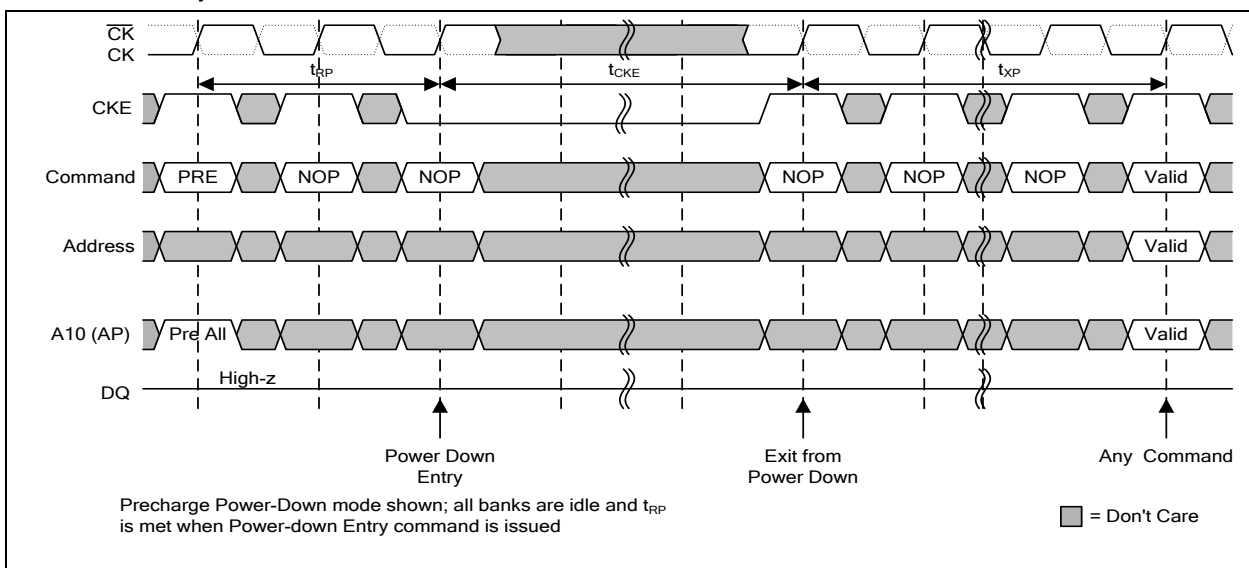 CK
CK
tRP
tCKE
tXP
CKE
Command
PRE
NOP
NOP
NOP
NOP
NOP
Valid
Address
Valid
A10 (AP)
Pre All
Valid
High-z
DQ
Power Down
Entry
Exit from
Power Down
Any Command
Precharge Power-Down mode shown; all banks are idle and tRP
is met when Power-down Entry command is issued
= Don't Care